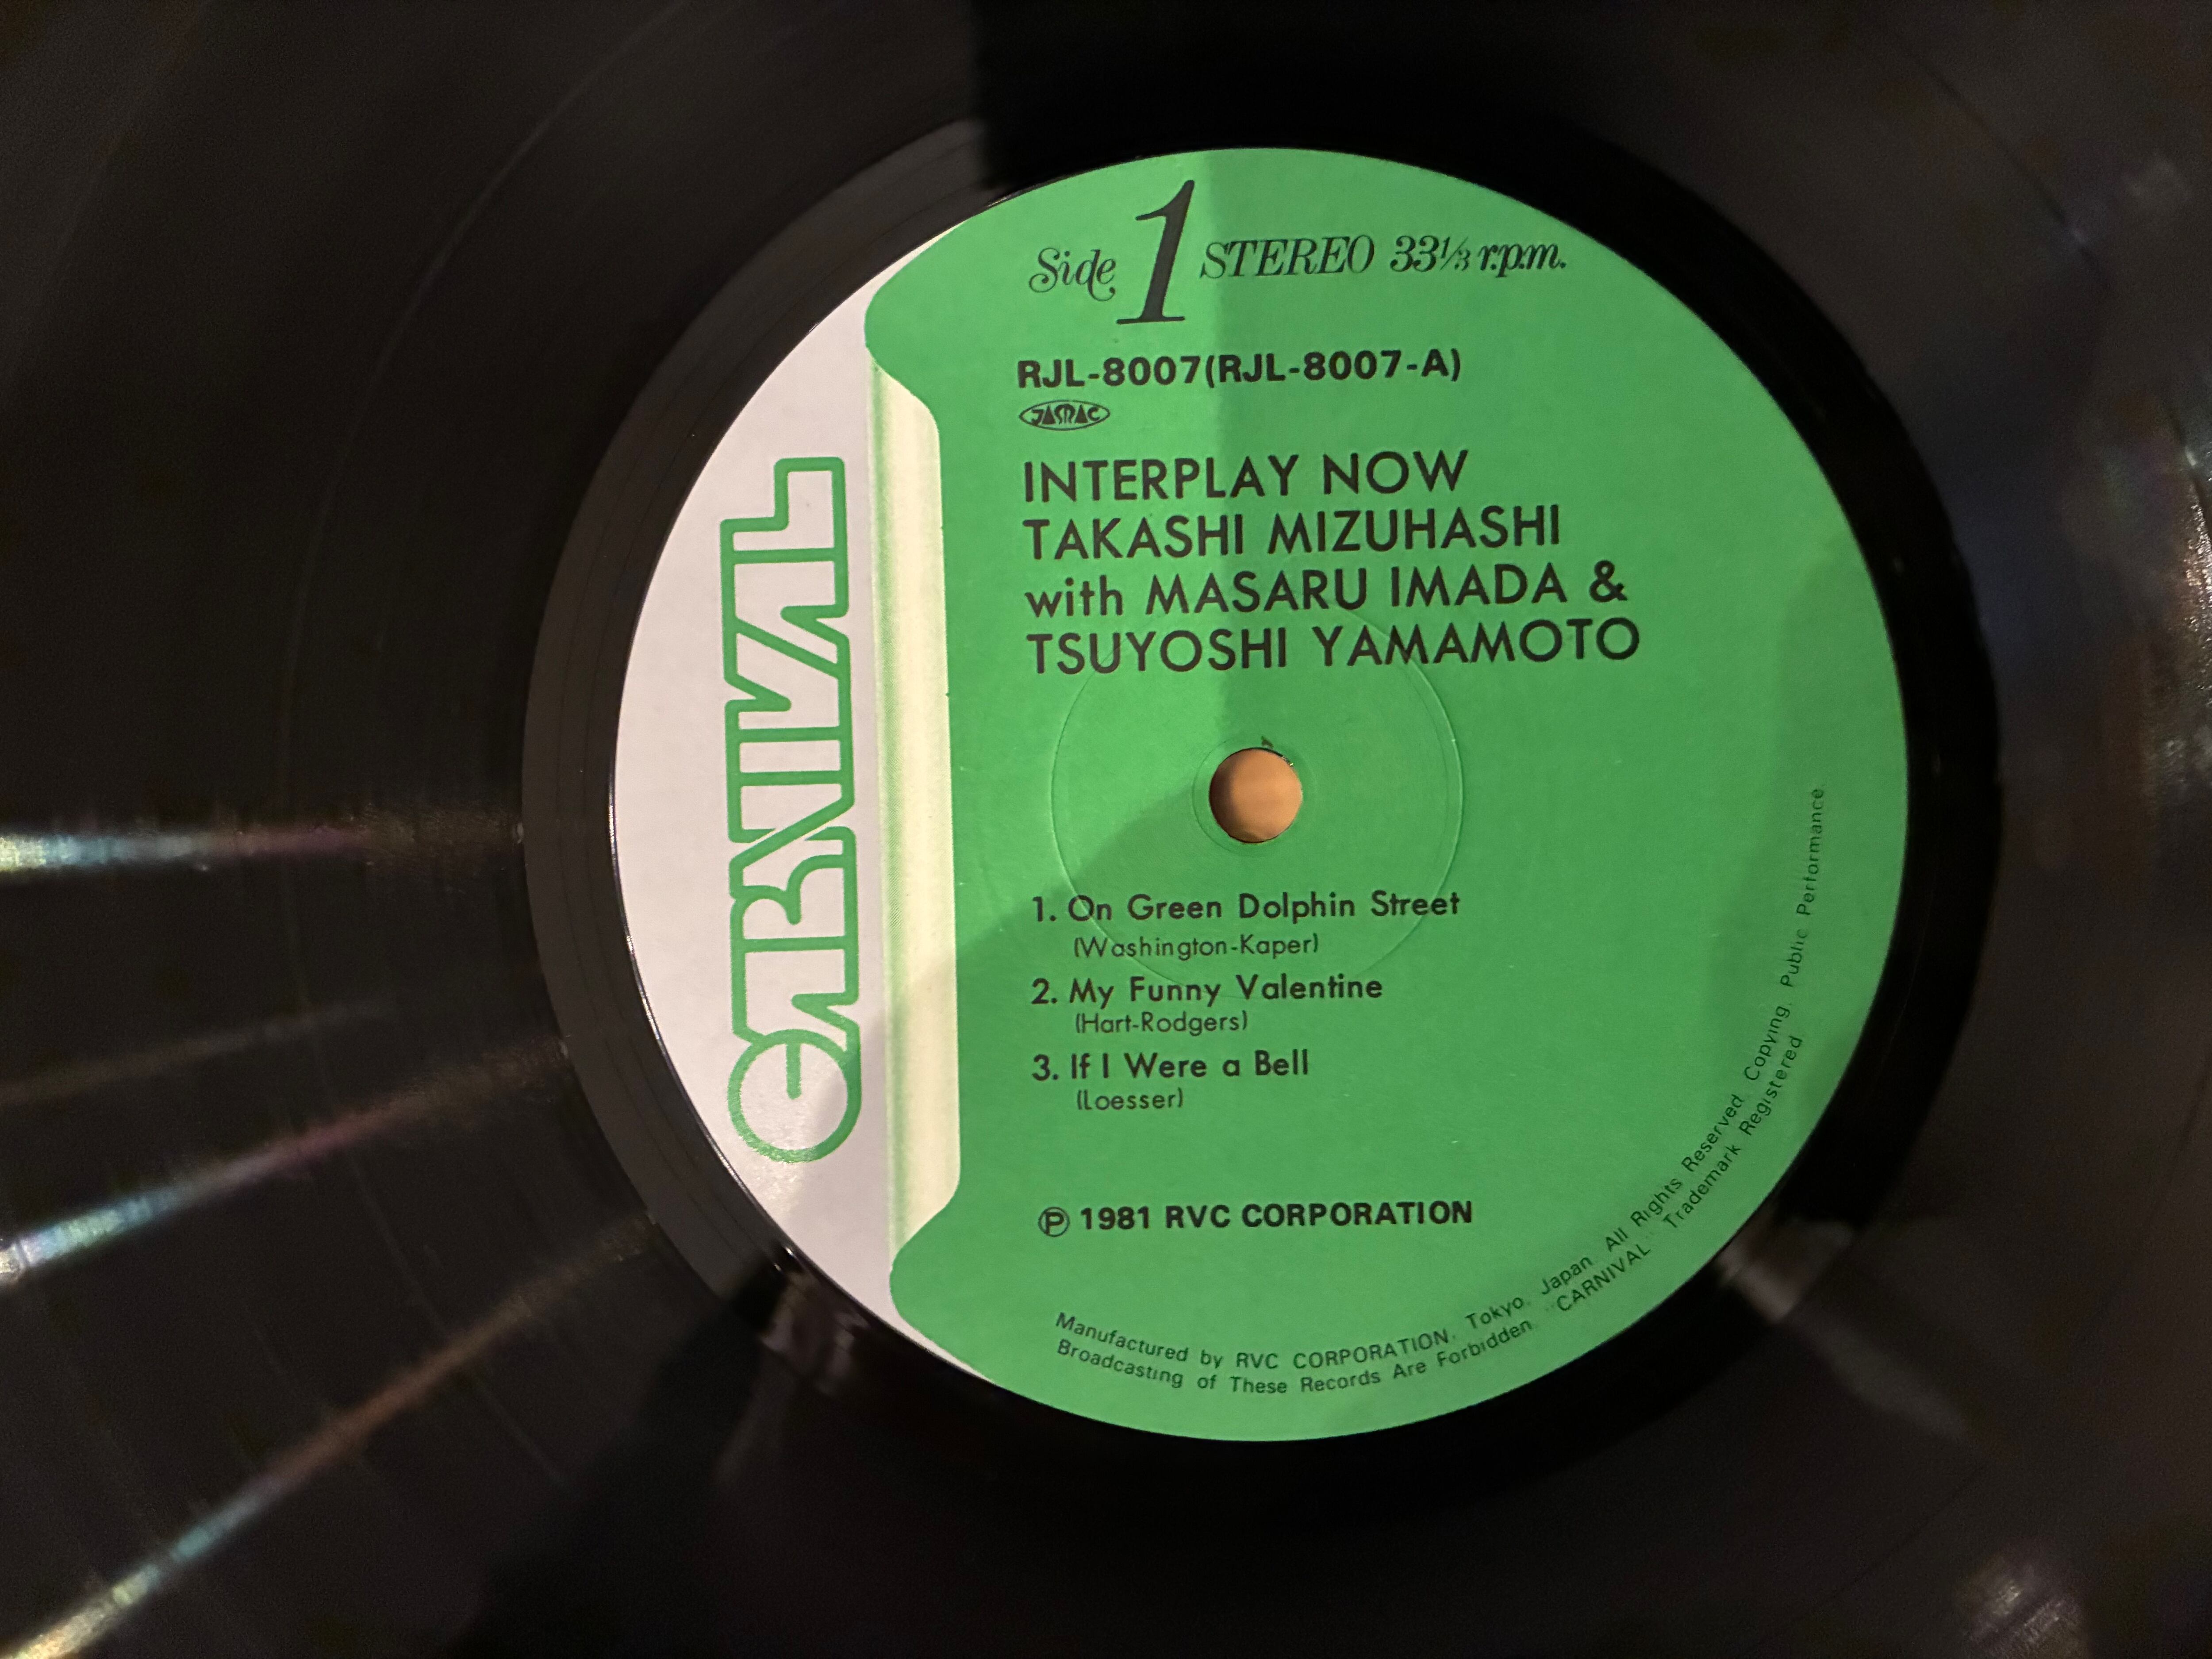 Side 1 STEREO 33⅓ r.p.m.
RJL-8007(RJL-8007-A)
JASRAC
INTERPLAY NOW
TAKASHI MIZUHASHI
with MASARU IMADA &
TSUYOSHI YAMAMOTO
CARNIVAL
1. On Green Dolphin Street
(Washington-Kaper)
2. My Funny Valentine
(Hart-Rodgers)
3. If I Were a Bell
(Loesser)
Ⓟ 1981 RVC CORPORATION
Manufactured by RVC CORPORATION, Tokyo, Japan. All Rights Reserved. Copying, Public Performance
Broadcasting of These Records Are Forbidden. "CARNIVAL" Trademark Registered